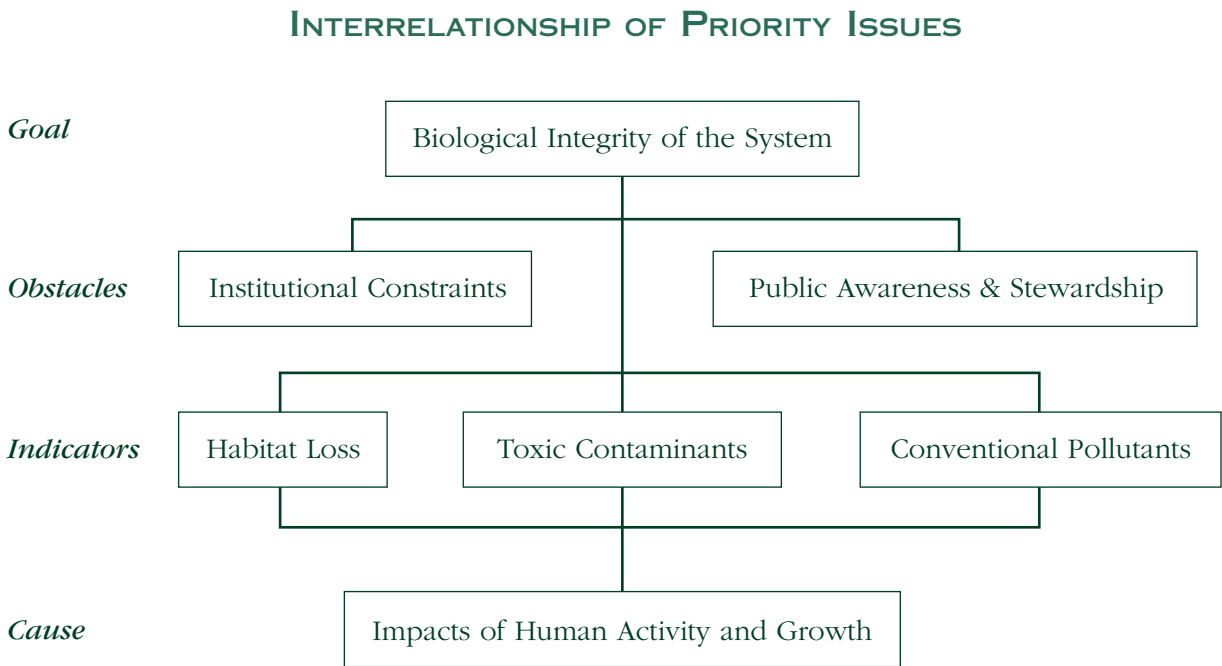 Interrelationship of Priority Issues
Goal
Biological Integrity of the System
Obstacles
Institutional Constraints
Public Awareness & Stewardship
Indicators
Habitat Loss
Toxic Contaminants
Conventional Pollutants
Cause
Impacts of Human Activity and Growth